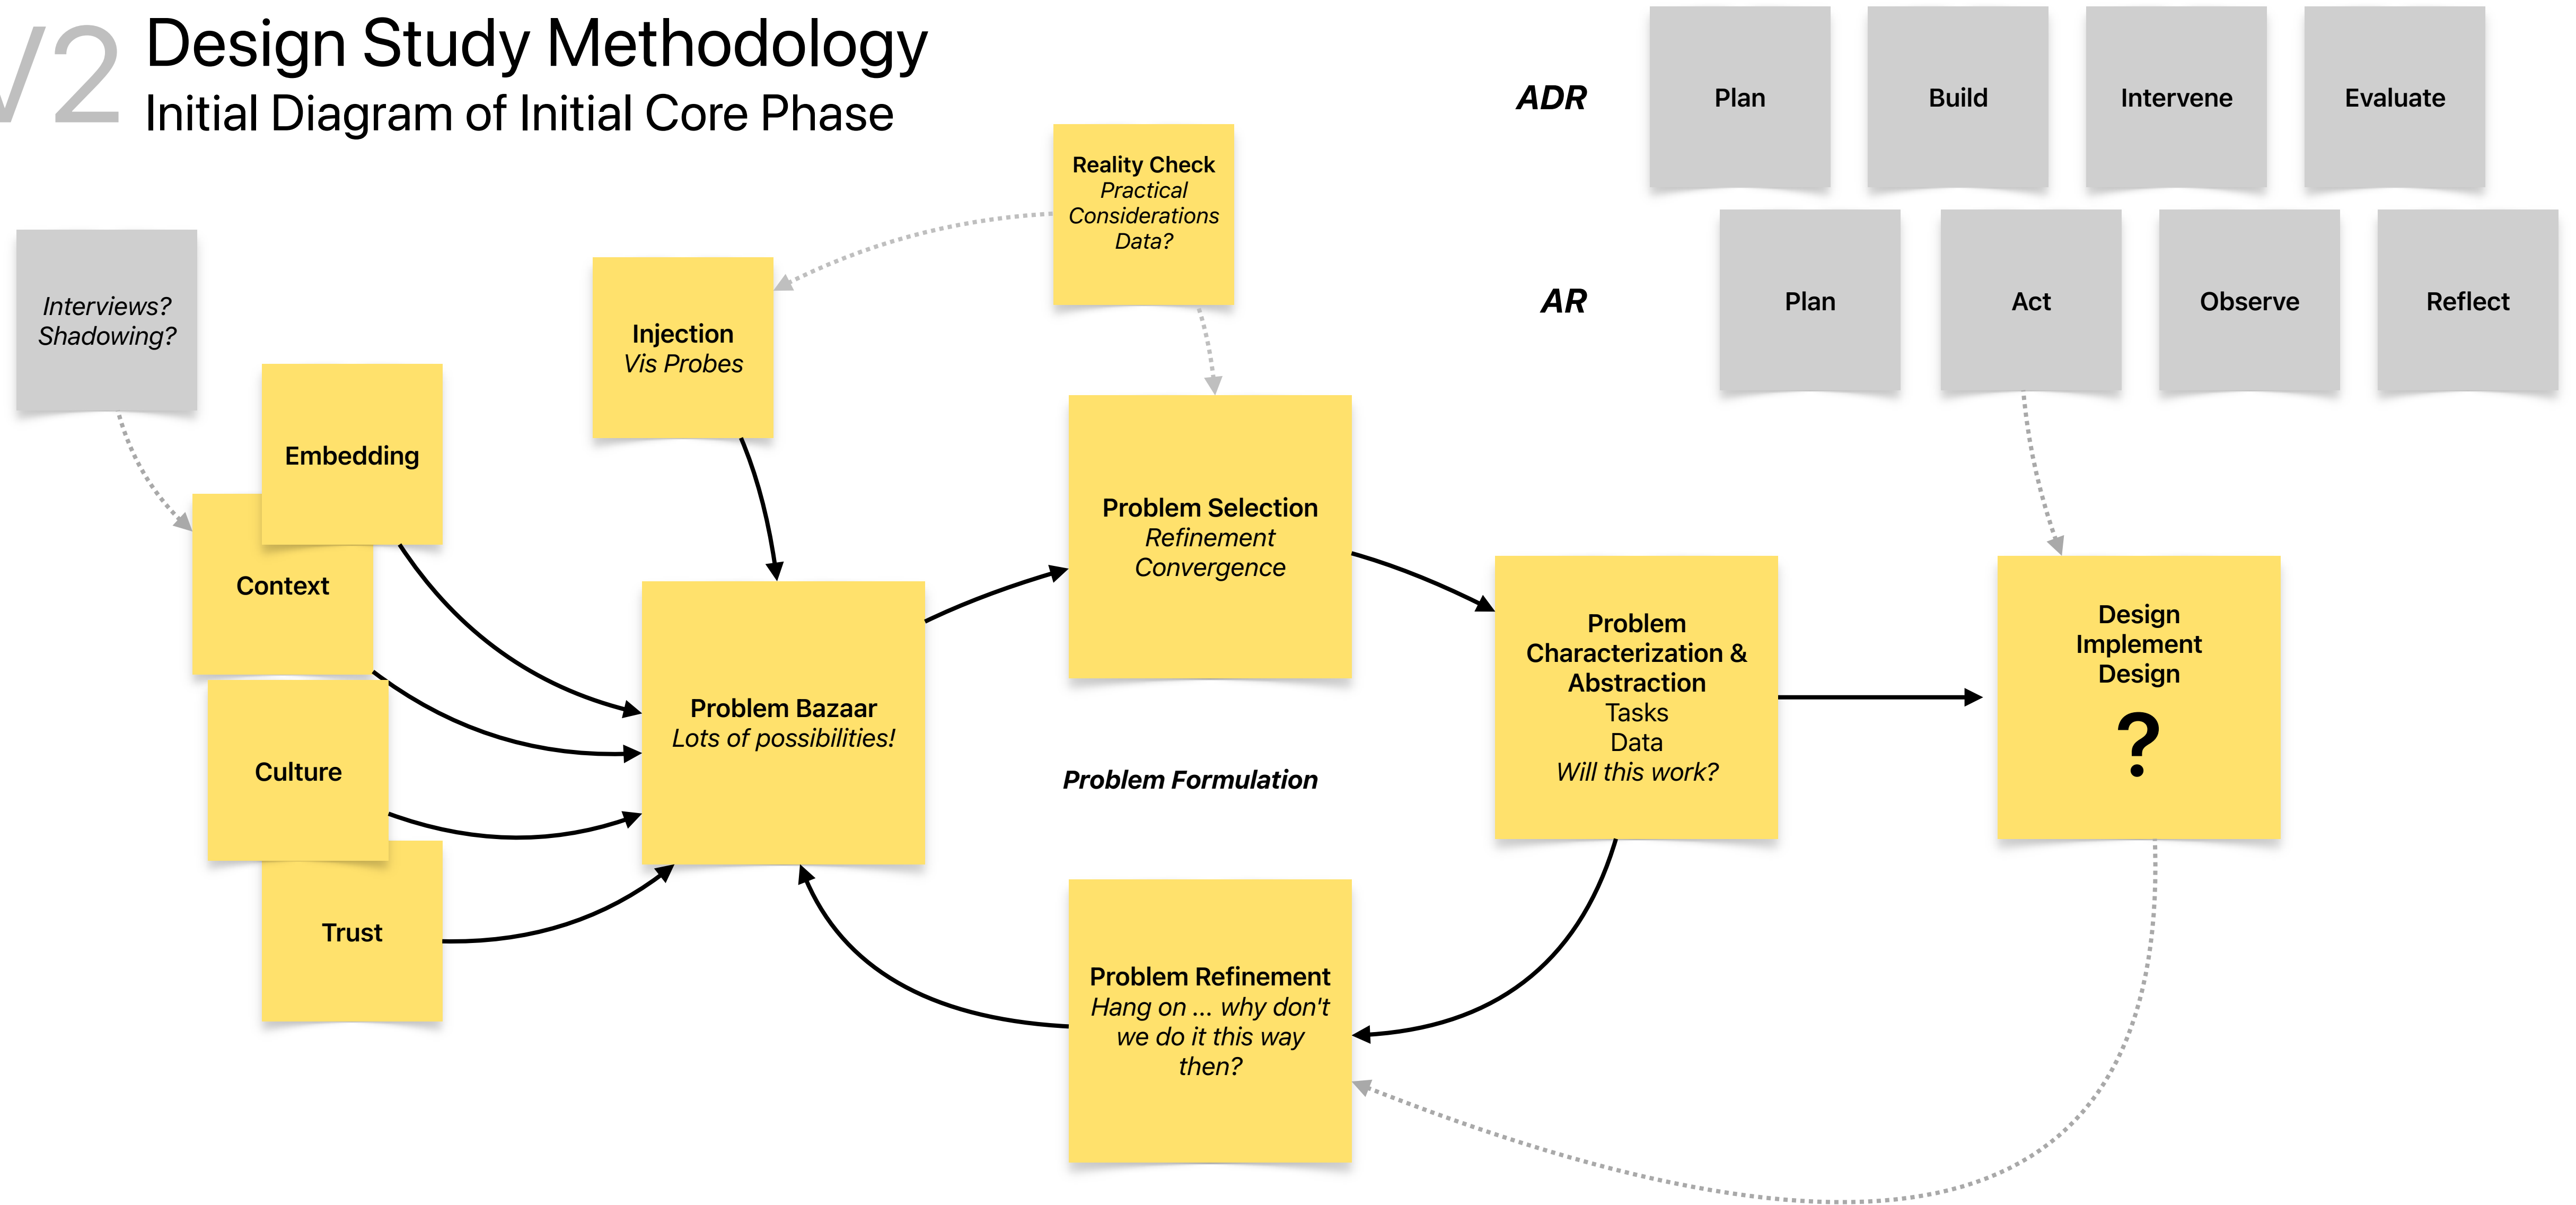 V2
Design Study Methodology
Initial Diagram of Initial Core Phase
ADR
Plan
Build
Intervene
Evaluate
AR
Plan
Act
Observe
Reflect
Reality Check
Practical
Considerations
Data?
Interviews?
Shadowing?
Injection
Vis Probes
Embedding
Context
Culture
Trust
Problem Bazaar
Lots of possibilities!
Problem Selection
Refinement
Convergence
Problem Formulation
Problem
Characterization &
Abstraction
Tasks
Data
Will this work?
Design
Implement
Design
?
Problem Refinement
Hang on ... why don't
we do it this way
then?